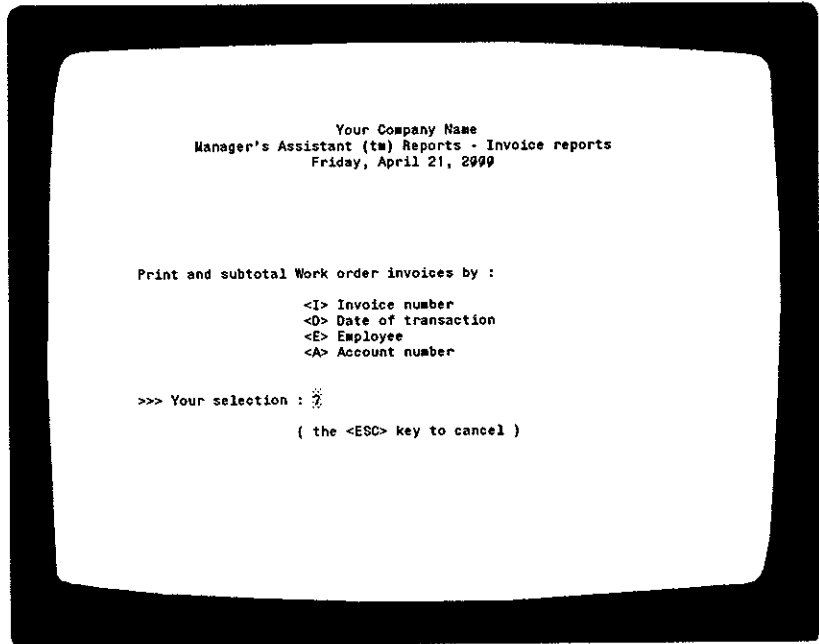 Your Company Name
Manager's Assistant (tm) Reports - Invoice reports
Friday, April 21, 2000
Print and subtotal Work order invoices by :
<I> Invoice number
<D> Date of transaction
<E> Employee
<A> Account number
>>> Your selection : ?
( the <ESC> key to cancel )